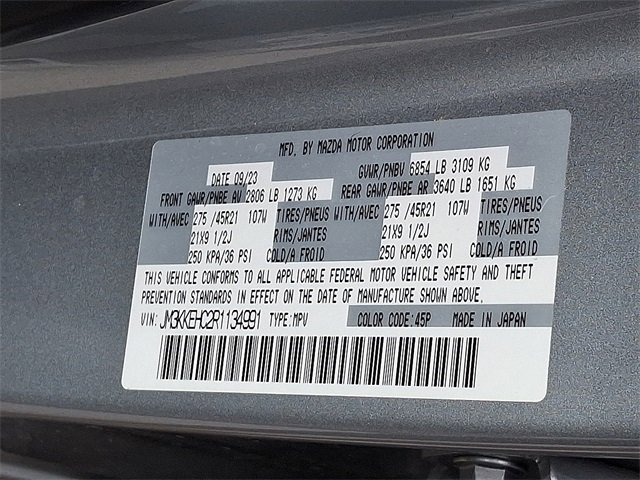 MFD. BY MAZDA MOTOR CORPORATION
DATE 09/23 GVWR/PNBV 6854 LB 3109 KG
FRONT GAWR/PNBE AV 2806 LB 1273 KG REAR GAWR/PNBE AR 3640 LB 1651 KG
WITH/AVEC 275 /45R21 107W TIRES/PNEUS WITH/AVEC 275 /45R21 107W TIRES/PNEUS
21X9 1/2J RIMS/JANTES 21X9 1/2J RIMS/JANTES
250 KPA/36 PSI COLD/A FROID 250 KPA/36 PSI COLD/A FROID
THIS VEHICLE CONFORMS TO ALL APPLICABLE FEDERAL MOTOR VEHICLE SAFETY AND THEFT
PREVENTION STANDARDS IN EFFECT ON THE DATE OF MANUFACTURE SHOWN ABOVE.
VIN: JM3KKEHC2R1134991 TYPE:MPV COLOR CODE:45P MADE IN JAPAN